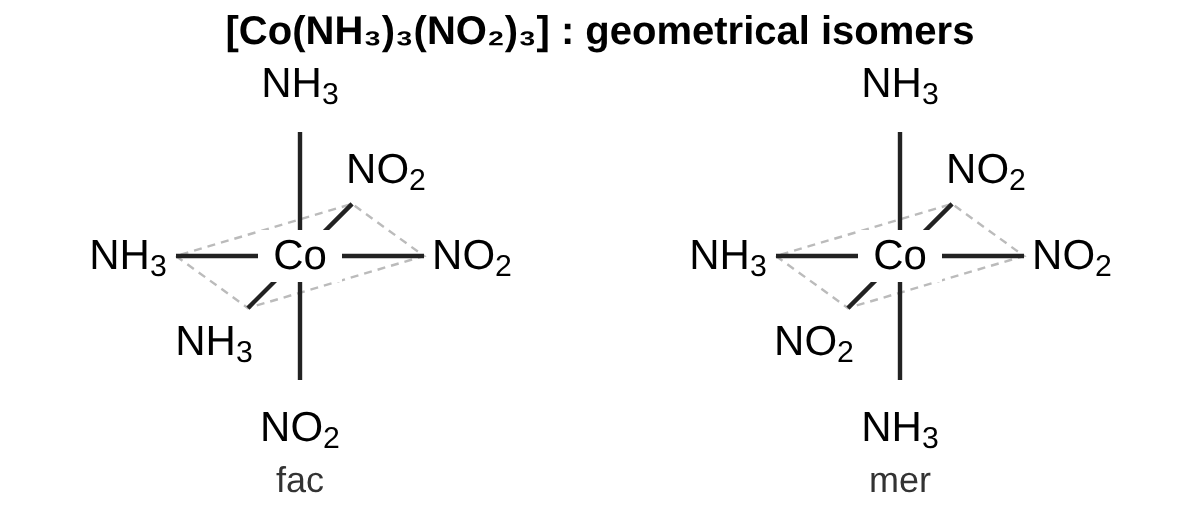 [Co(NH₃)₃(NO₂)₃] : geometrical isomers
NH₃ NH₃
NO₂ NO₂
NH₃ Co NO₂ NH₃ Co NO₂
NH₃ NO₂
NO₂ NH₃
fac mer